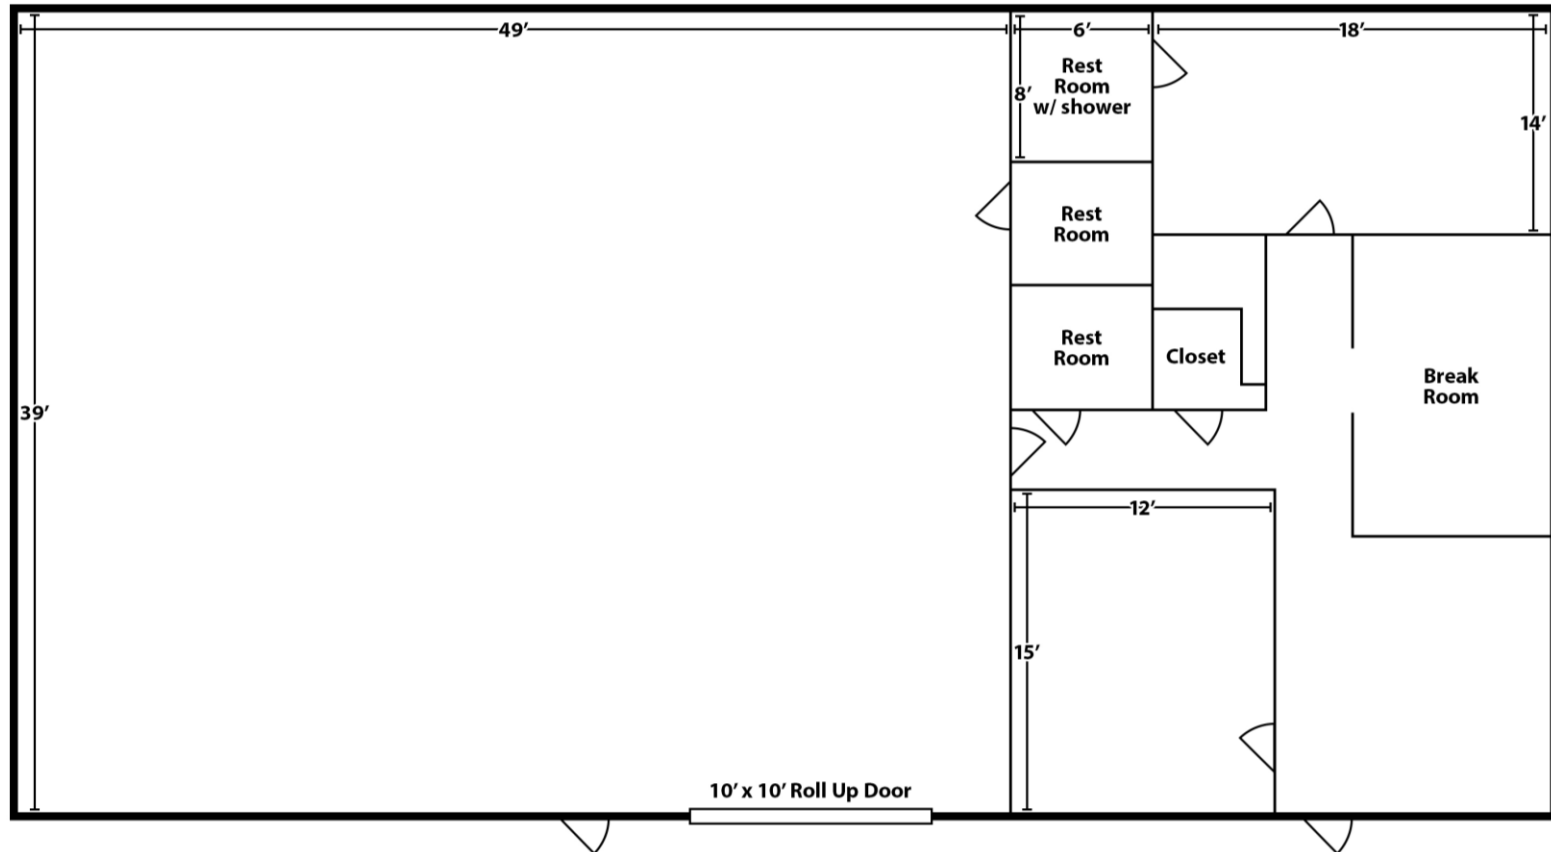 49′
6′
18′
Rest
Room
w/ shower
8′
14′
Rest
Room
Rest
Room
Closet
Break
Room
39′
12′
15′
10′ x 10′ Roll Up Door